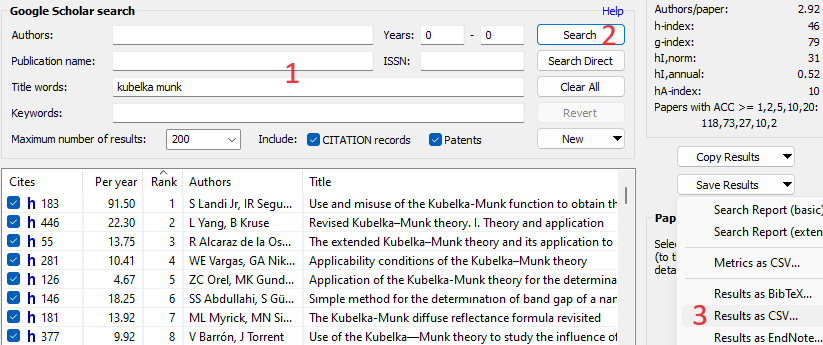 Google Scholar search Help
Authors: Years: 0 - 0 Search 2
Publication name: 1 ISSN: Search Direct
Title words: kubelka munk Clear All
Keywords: Revert
Maximum number of results: 200 Include: CITATION records Patents New
Cites Per year Rank Authors Title
h 183 91.50 1 S Landi Jr, IR Segu... Use and misuse of the Kubelka-Munk function to obtain th
h 446 22.30 2 L Yang, B Kruse Revised Kubelka–Munk theory. I. Theory and application
h 55 13.75 3 R Alcaraz de la Os... The extended Kubelka–Munk theory and its application to
h 281 10.41 4 WE Vargas, GA Nik... Applicability conditions of the Kubelka–Munk theory
h 126 4.67 5 ZC Orel, MK Gund... Application of the Kubelka-Munk theory for the determina
h 146 18.25 6 SS Abdullahi, S Gü... Simple method for the determination of band gap of a nan
h 181 13.92 7 ML Myrick, MN Si... The Kubelka-Munk diffuse reflectance formula revisited
h 377 9.92 8 V Barrón, J Torrent Use of the Kubelka—Munk theory to study the influence of
Authors/paper: 2.92
h-index: 46
g-index: 79
hI,norm: 31
hI,annual: 0.52
hA-index: 10
Papers with ACC >= 1,2,5,10,20:
118,73,27,10,2
Copy Results
Save Results
Search Report (basic)
Search Report (exten
Metrics as CSV...
Results as BibTeX...
3 Results as CSV...
Results as EndNote...
Pap
Selec
(to t
detai